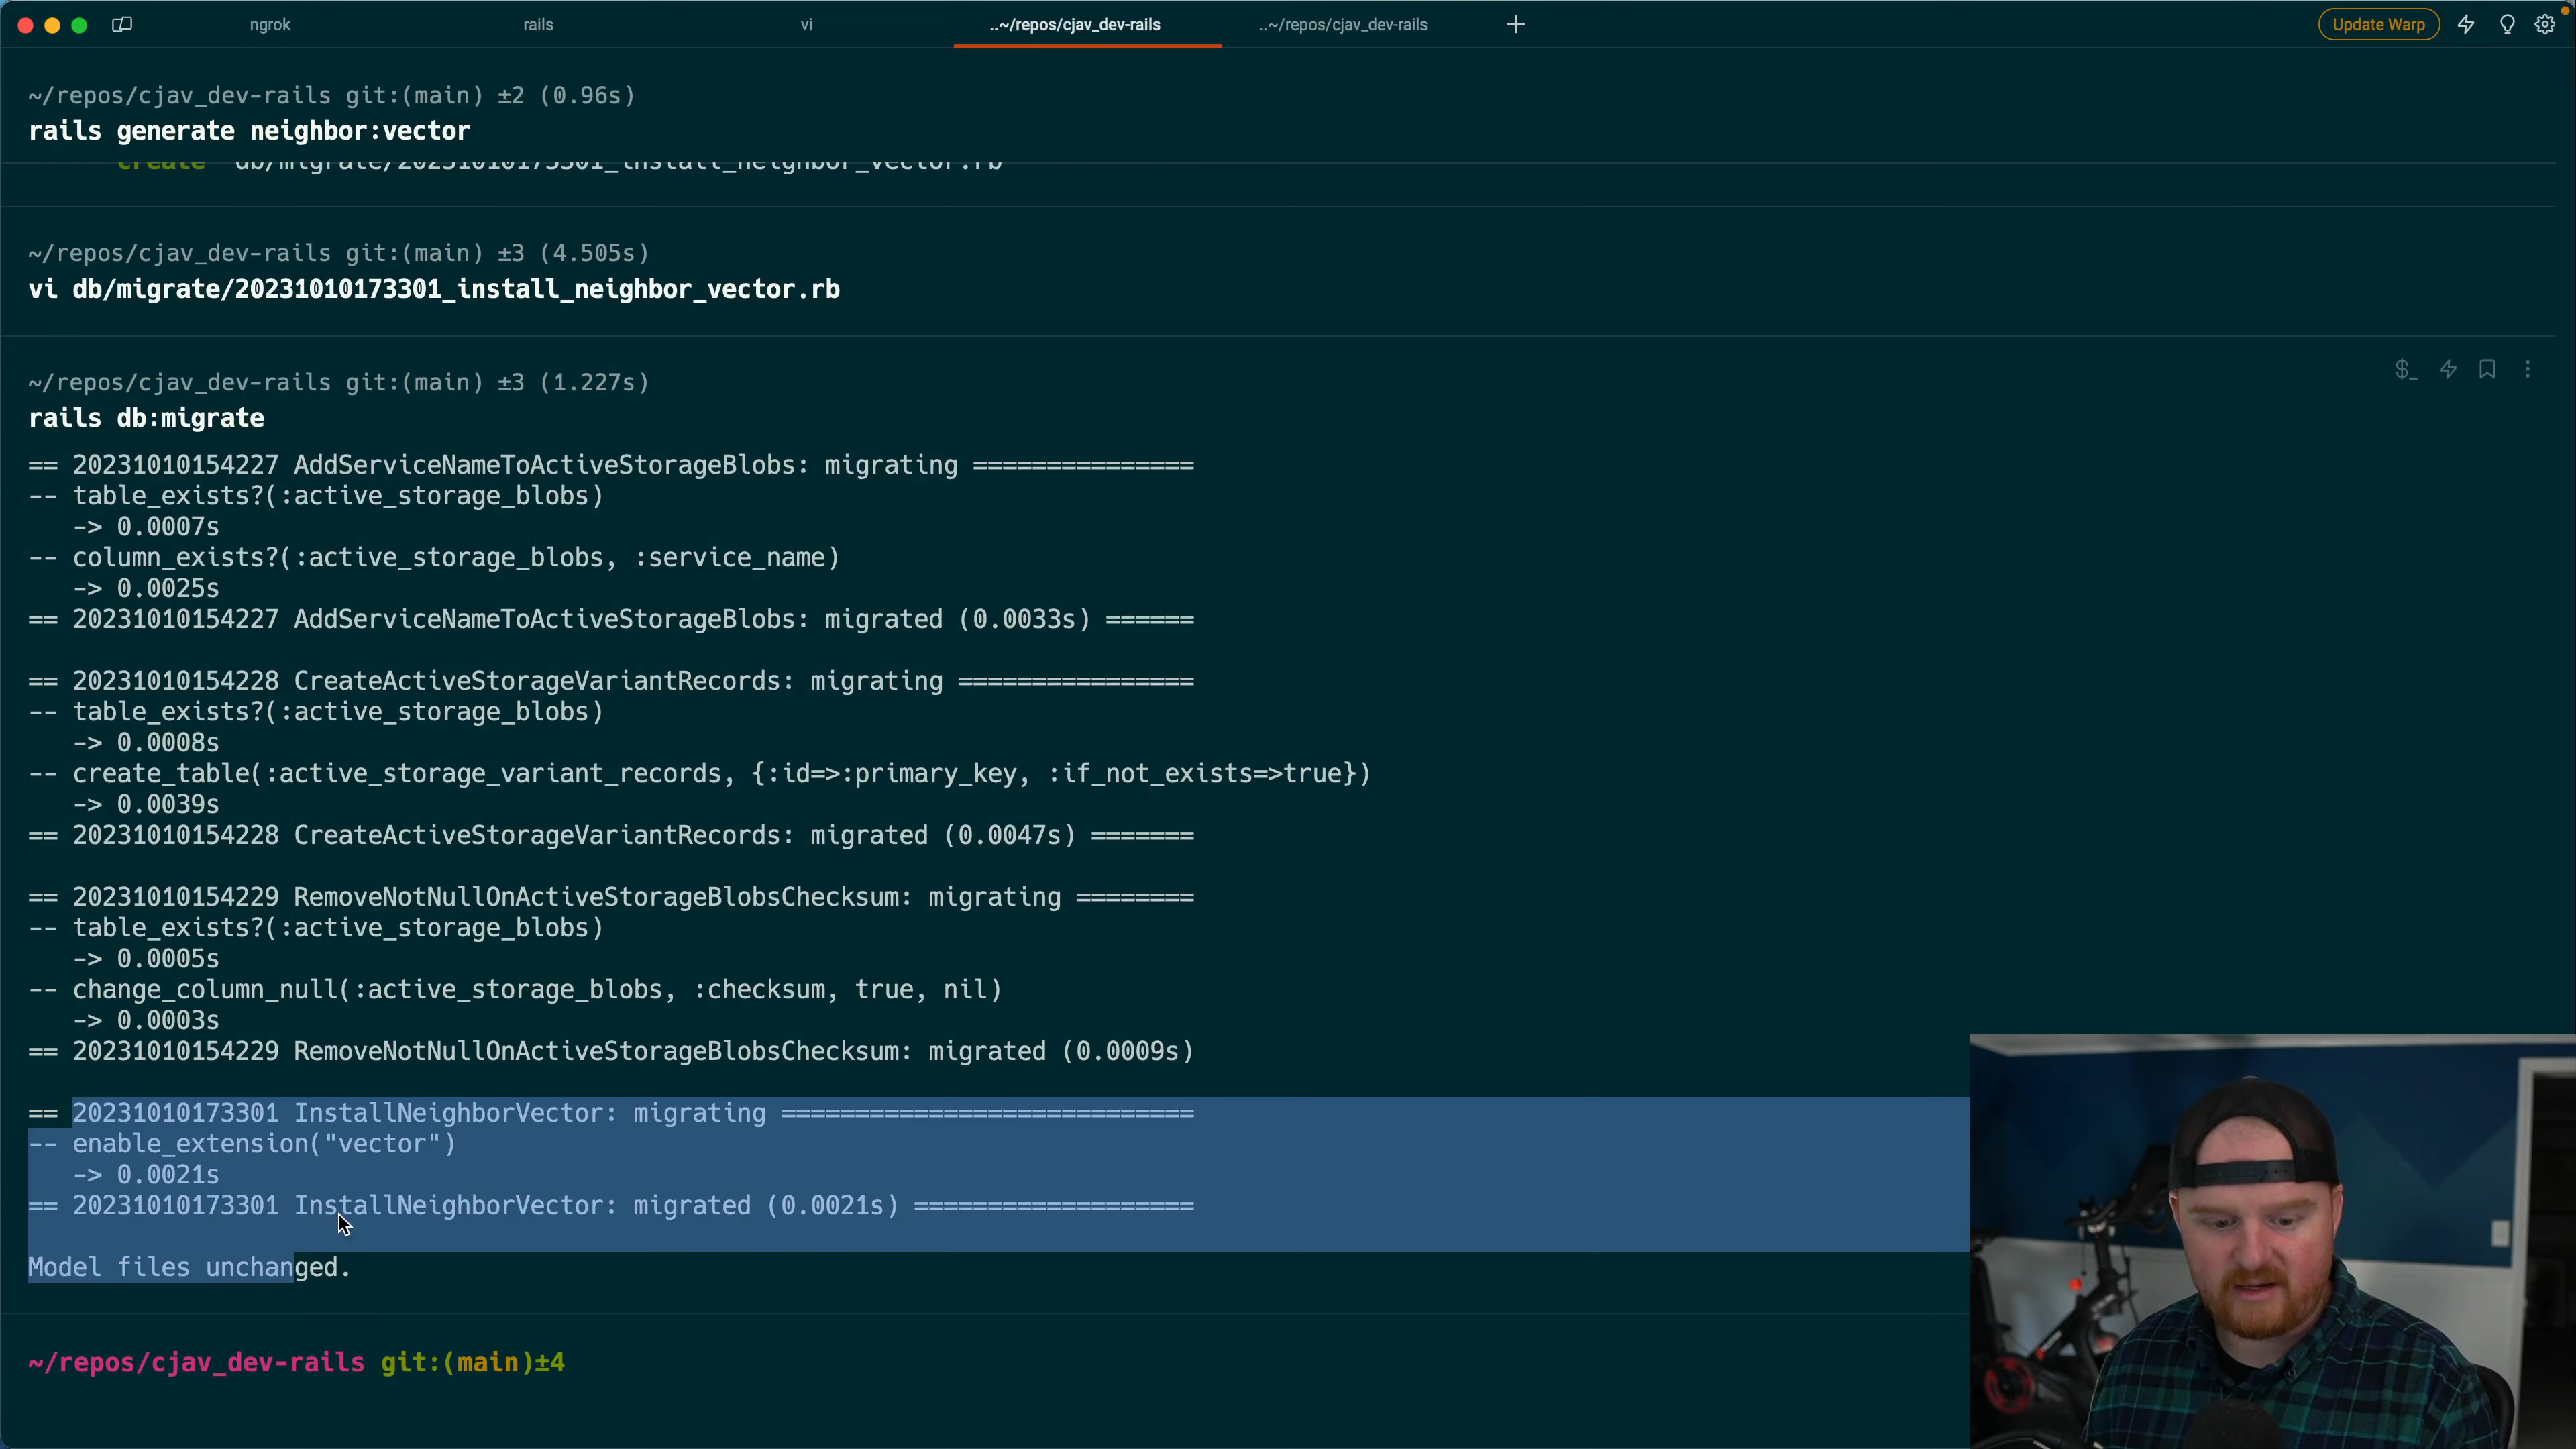 ngrok rails vi ..~/repos/cjav_dev-rails ..~/repos/cjav_dev-rails + Update Warp
~/repos/cjav_dev-rails git:(main) ±2 (0.96s)
rails generate neighbor:vector
create db/migrate/20231010173301_install_neighbor_vector.rb
~/repos/cjav_dev-rails git:(main) ±3 (4.505s)
vi db/migrate/20231010173301_install_neighbor_vector.rb
~/repos/cjav_dev-rails git:(main) ±3 (1.227s)
$_
rails db:migrate
== 20231010154227 AddServiceNameToActiveStorageBlobs: migrating ===============
-- table_exists?(:active_storage_blobs)
-> 0.0007s
-- column_exists?(:active_storage_blobs, :service_name)
-> 0.0025s
== 20231010154227 AddServiceNameToActiveStorageBlobs: migrated (0.0033s) ======
== 20231010154228 CreateActiveStorageVariantRecords: migrating ================
-- table_exists?(:active_storage_blobs)
-> 0.0008s
-- create_table(:active_storage_variant_records, {:id=>:primary_key, :if_not_exists=>true})
-> 0.0039s
== 20231010154228 CreateActiveStorageVariantRecords: migrated (0.0047s) =======
== 20231010154229 RemoveNotNullOnActiveStorageBlobsChecksum: migrating ========
-- table_exists?(:active_storage_blobs)
-> 0.0005s
-- change_column_null(:active_storage_blobs, :checksum, true, nil)
-> 0.0003s
== 20231010154229 RemoveNotNullOnActiveStorageBlobsChecksum: migrated (0.0009s)
== 20231010173301 InstallNeighborVector: migrating ============================
-- enable_extension("vector")
-> 0.0021s
== 20231010173301 InstallNeighborVector: migrated (0.0021s) ===================
Model files unchanged.
~/repos/cjav_dev-rails git:(main)±4